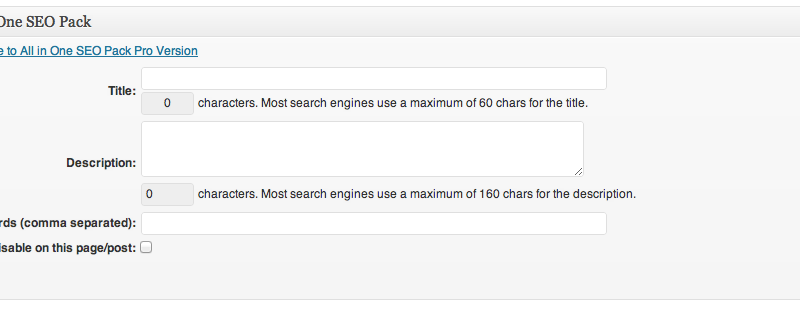 One SEO Pack
e to All in One SEO Pack Pro Version
Title:
0 characters. Most search engines use a maximum of 60 chars for the title.
Description:
0 characters. Most search engines use a maximum of 160 chars for the description.
rds (comma separated):
isable on this page/post: